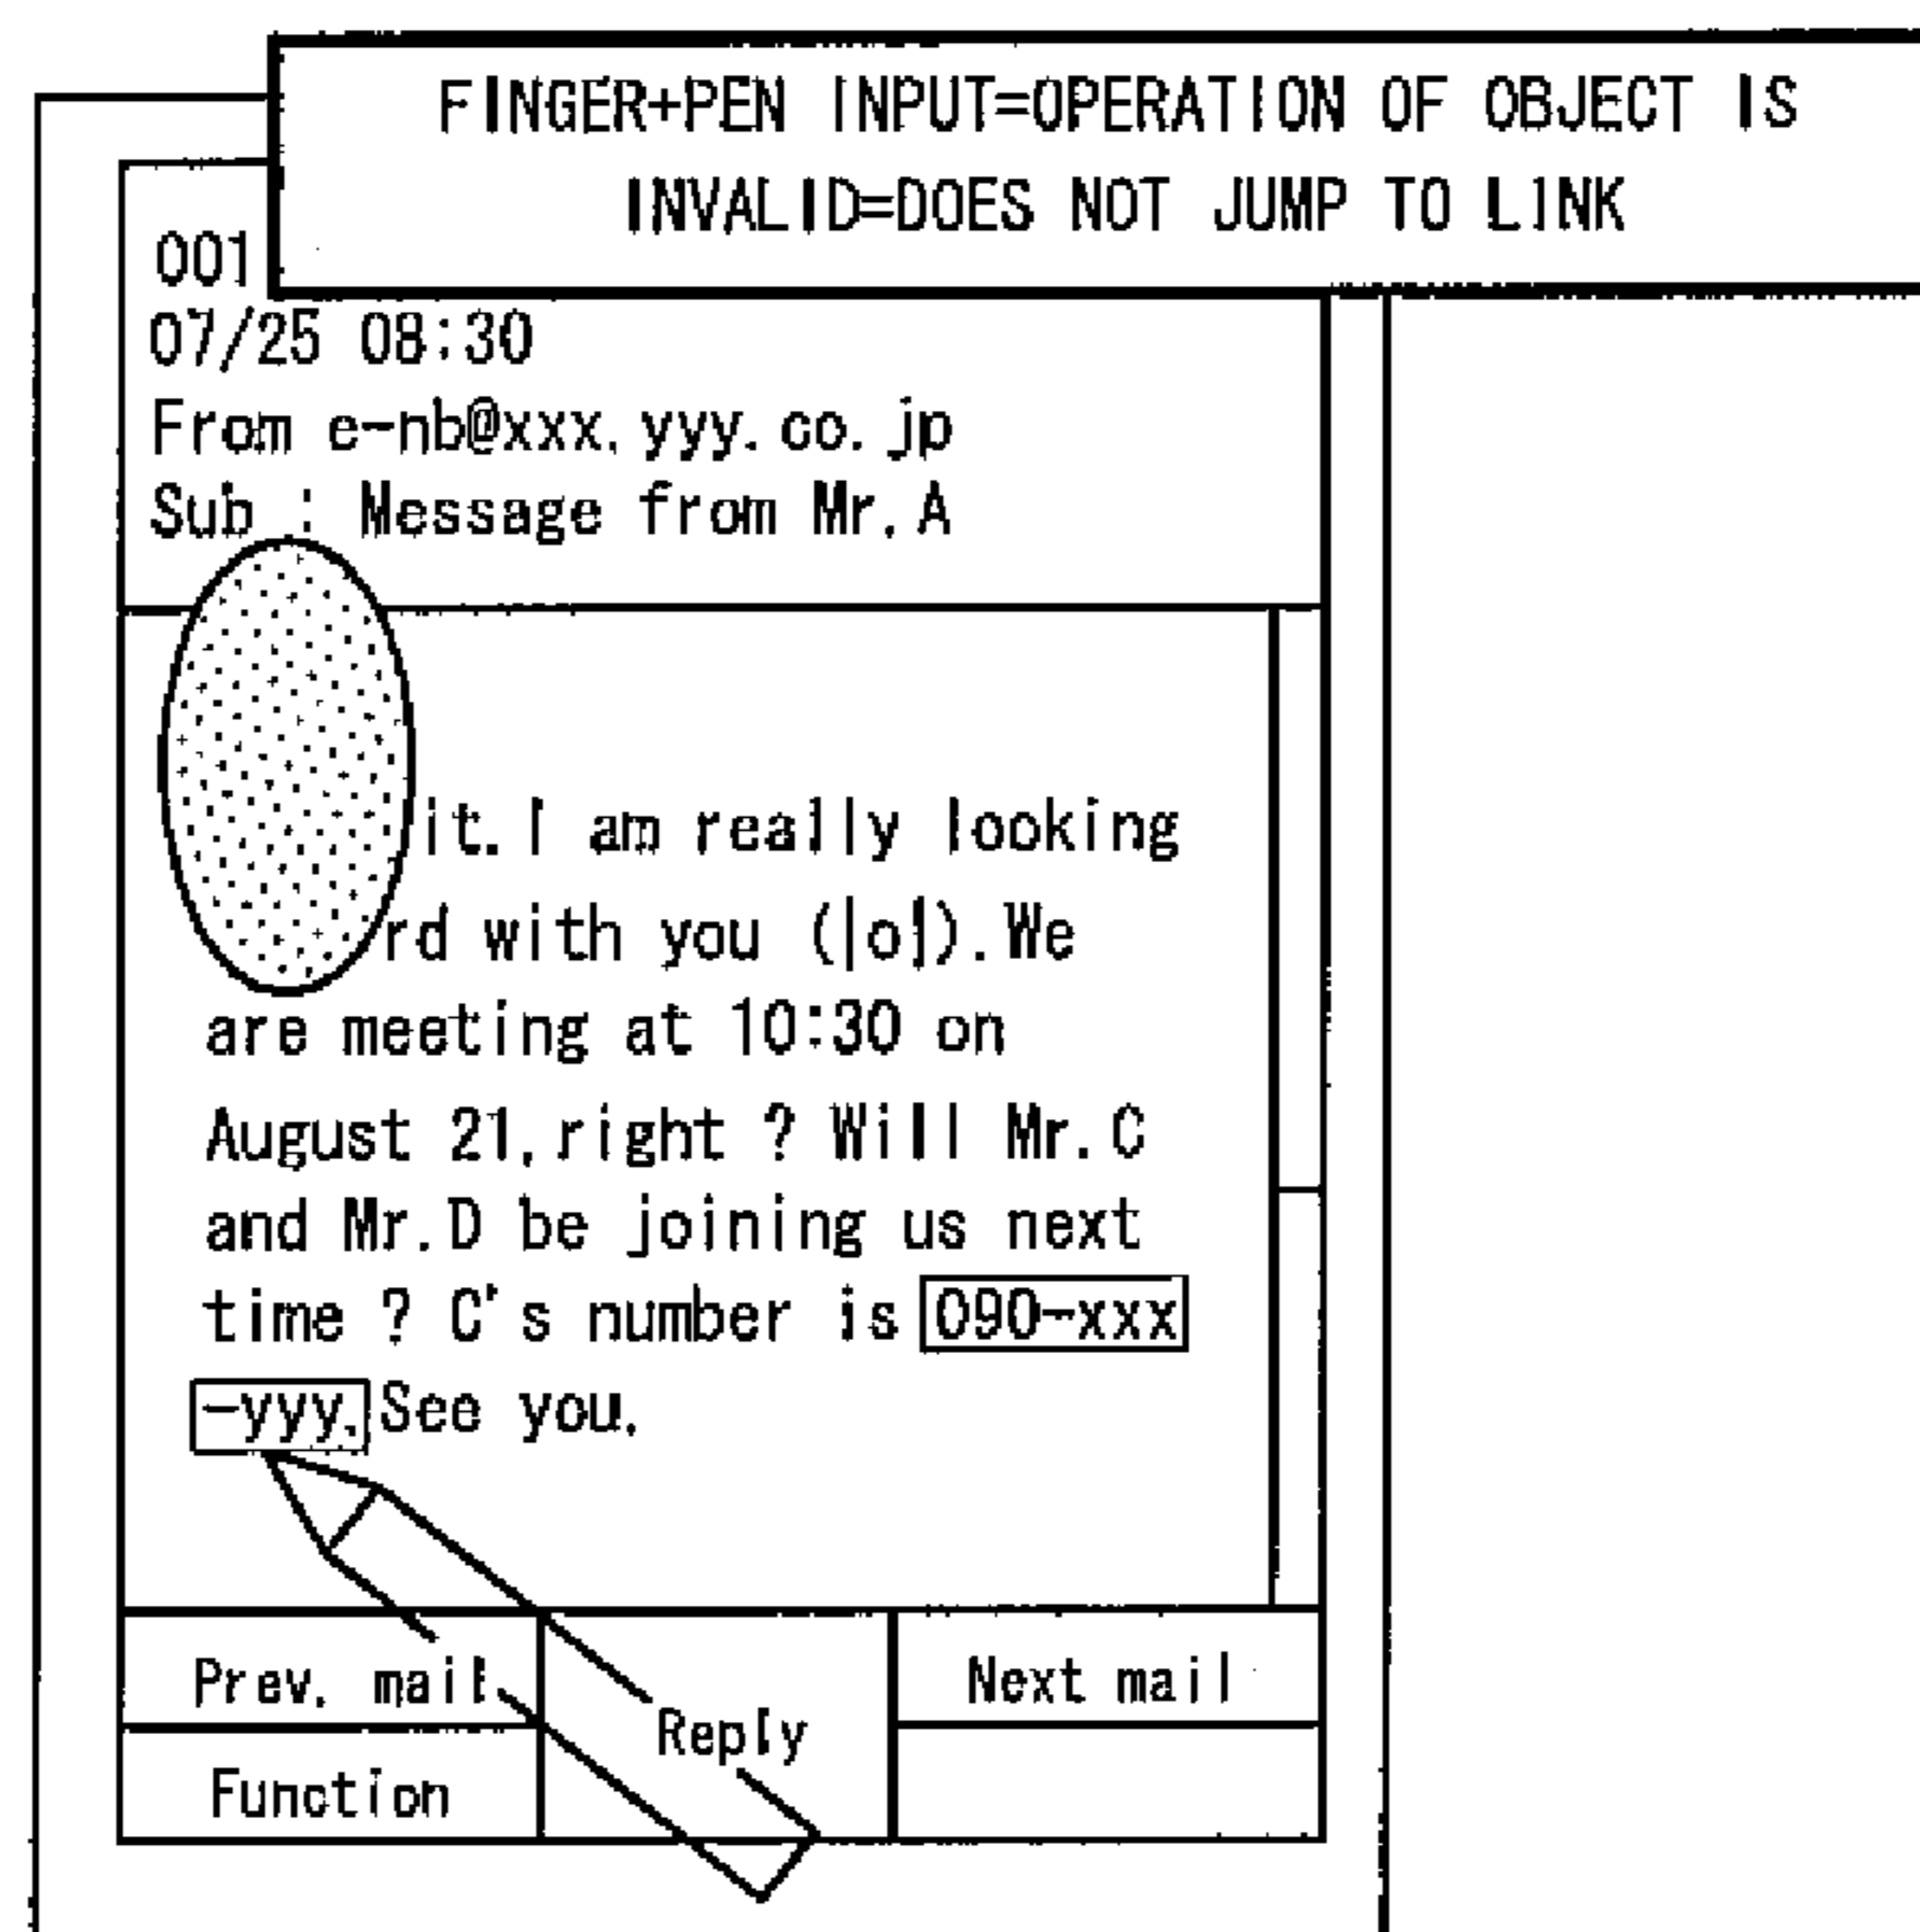 FINGER+PEN INPUT=OPERATION OF OBJECT IS
INVALID=DOES NOT JUMP TO LINK
001
07/25 08:30
From e-nb@xxx.yyy.co.jp
Sub : Message from Mr.A
it.I am really looking
rd with you (|o|).We
are meeting at 10:30 on
August 21,right ? Will Mr.C
and Mr.D be joining us next
time ? C's number is 090-xxx
-yyy.See you.
Prev. mail
Reply
Next mail
Function